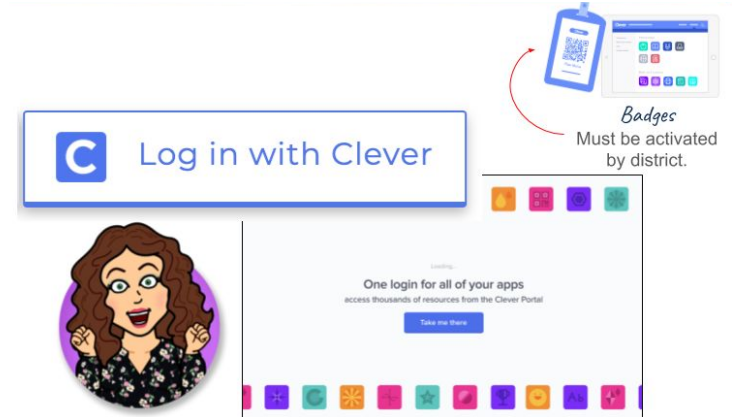 Badges
Must be activated
by district.
C Log in with Clever
Loading...
One login for all of your apps
access thousands of resources from the Clever Portal
Take me there
Ab